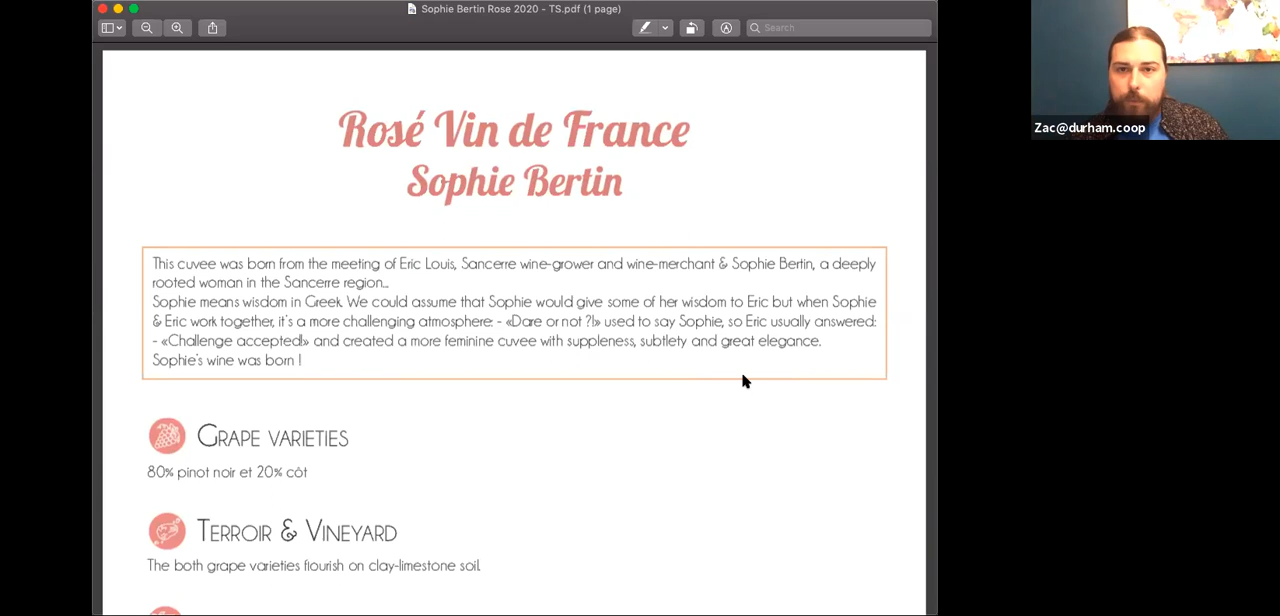 Sophie Bertin Rose 2020 - TS.pdf (1 page)
Search
Rosé Vin de France
Sophie Bertin
This cuvee was born from the meeting of Eric Louis, Sancerre wine-grower and wine-merchant & Sophie Bertin, a deeply
rooted woman in the Sancerre region...
Sophie means wisdom in Greek. We could assume that Sophie would give some of her wisdom to Eric but when Sophie
& Eric work together, it's a more challenging atmosphere: - «Dare or not ?!» used to say Sophie, so Eric usually answered:
- «Challenge accepted!» and created a more feminine cuvee with suppleness, subtlety and great elegance.
Sophie's wine was born !
GRAPE VARIETIES
80% pinot noir et 20% côt
TERROIR & VINEYARD
The both grape varieties flourish on clay-limestone soil.
Zac@durham.coop